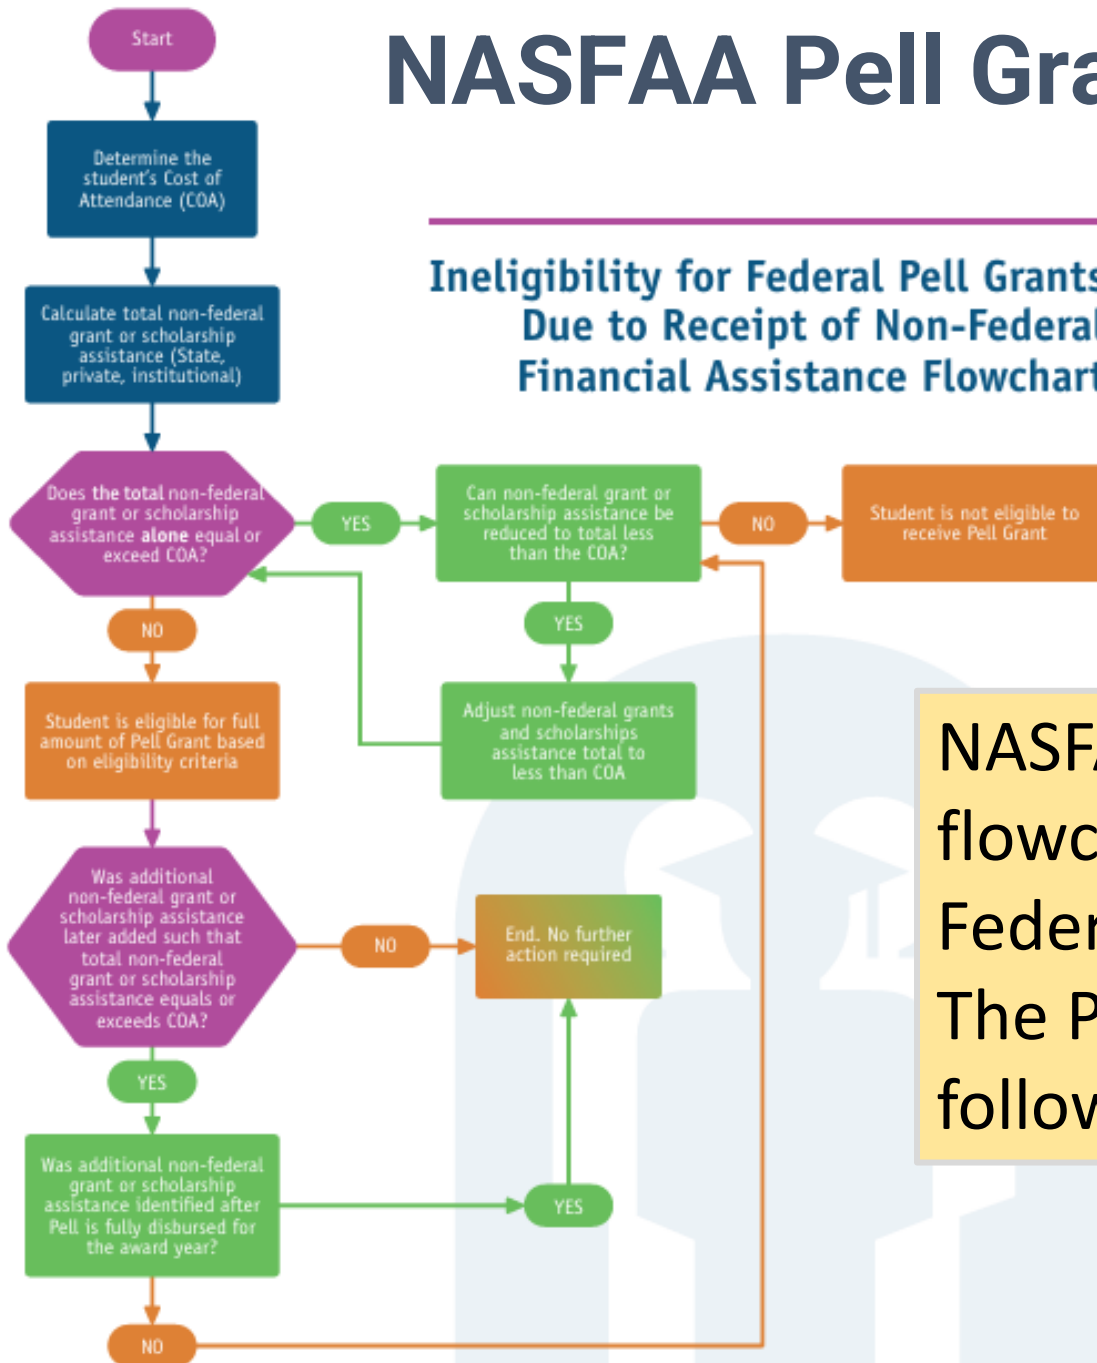 Start
NASFAA Pell Gra
Determine the
student's Cost of
Attendance (COA)
Ineligibility for Federal Pell Grants
Due to Receipt of Non-Federal
Financial Assistance Flowchart
Calculate total non-federal
grant or scholarship
assistance (State,
private, institutional)
Does the total non-federal
grant or scholarship
assistance alone equal or
exceed COA?
YES
Can non-federal grant or
scholarship assistance be
reduced to total less
than the COA?
NO
Student is not eligible to
receive Pell Grant
NO
YES
Student is eligible for full
amount of Pell Grant based
on eligibility criteria
Adjust non-federal grants
and scholarships
assistance total to
less than COA
NASFA
flowc
Feder
The P
follow
Was additional
non-federal grant or
scholarship assistance
later added such that
total non-federal
grant or scholarship
assistance equals or
exceeds COA?
NO
End. No further
action required
YES
Was additional non-federal
grant or scholarship
assistance identified after
Pell is fully disbursed for
the award year?
YES
NO